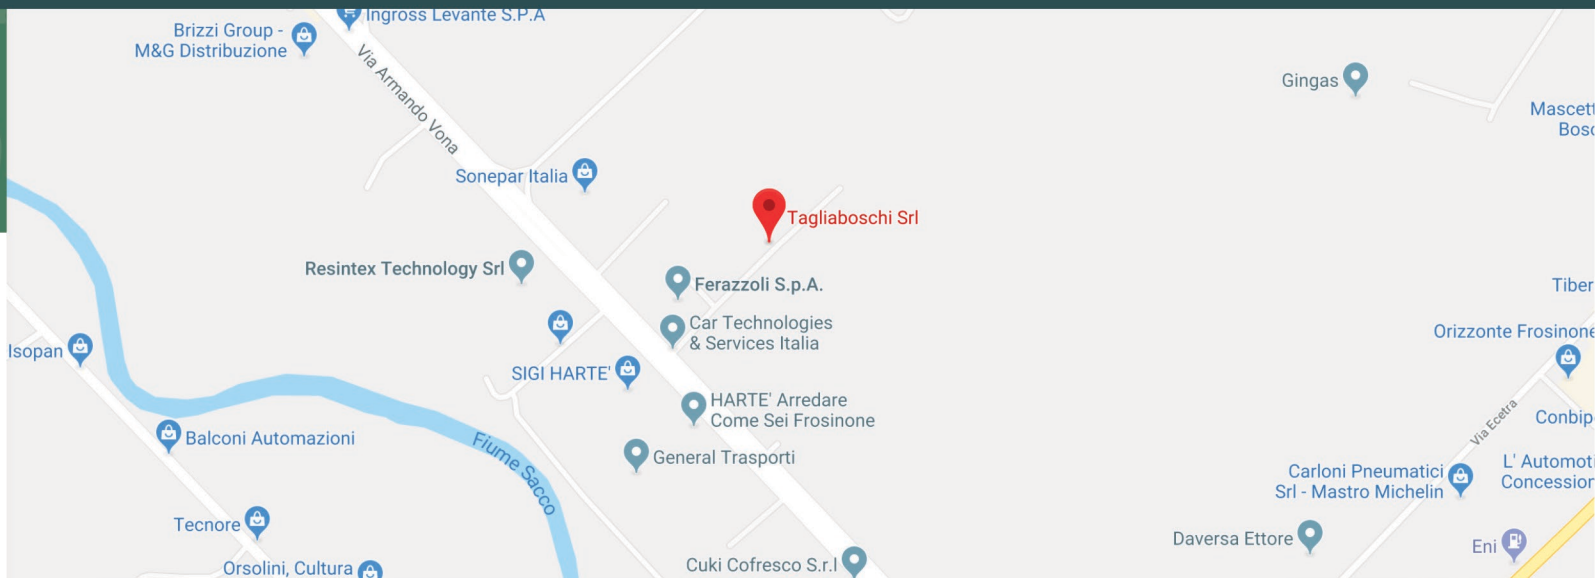 Ingross Levante S.P.A
Brizzi Group -
M&G Distribuzione
Via Armando Vona
Gingas
Mascett
Bosc
Sonepar Italia
Tagliaboschi Srl
Resintex Technology Srl
Ferazzoli S.p.A.
Tiber
Car Technologies
& Services Italia
Orizzonte Frosinone
Isopan
SIGI HARTE'
HARTE' Arredare
Come Sei Frosinone
Via Ecetra
Conbip
Balconi Automazioni
Fiume Sacco
General Trasporti
L' Automoti
Concession
Carloni Pneumatici
Srl - Mastro Michelin
Tecnore
Daversa Ettore
Eni
Cuki Cofresco S.r.l
Orsolini, Cultura